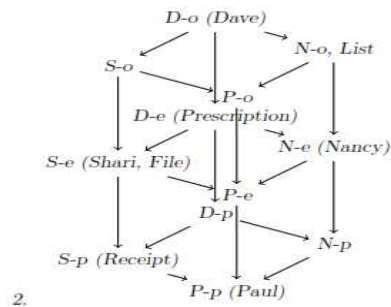 D-o (Dave)
N-o, List
S-o
P-o
D-e (Prescription)
N-e (Nancy)
S-e (Shari, File)
P-e
D-p
N-p
S-p (Receipt)
P-p (Paul)
2.